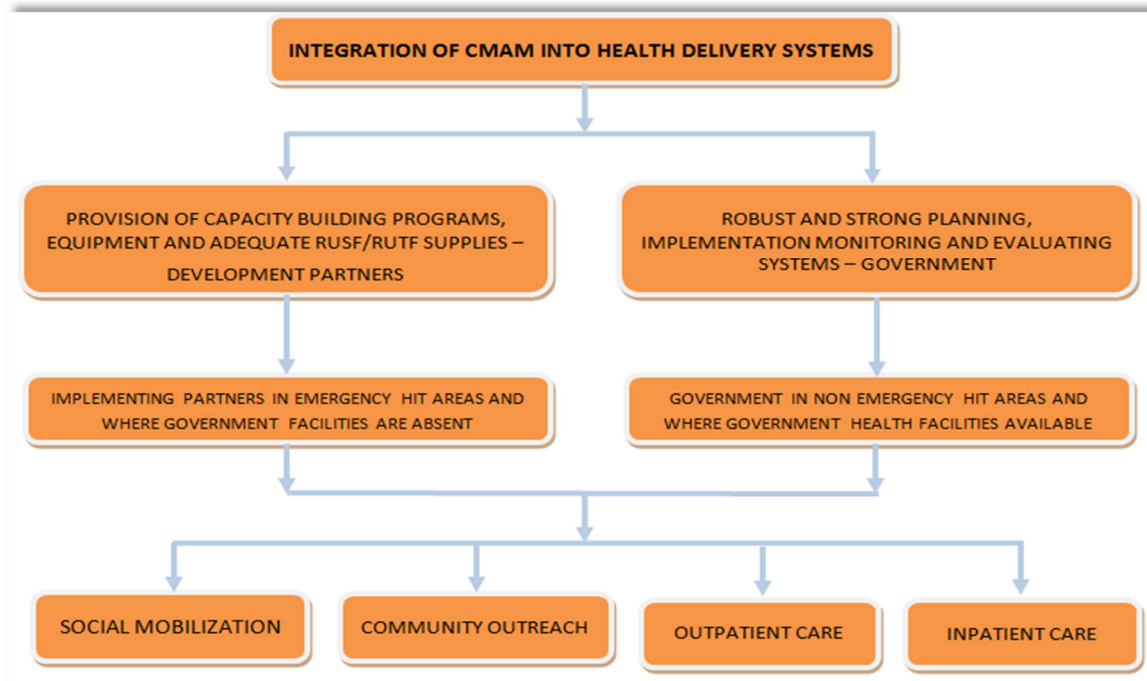 INTEGRATION OF CMAM INTO HEALTH DELIVERY SYSTEMS
PROVISION OF CAPACITY BUILDING PROGRAMS,
EQUIPMENT AND ADEQUATE RUSF/RUTF SUPPLIES –
DEVELOPMENT PARTNERS
ROBUST AND STRONG PLANNING,
IMPLEMENTATION MONITORING AND EVALUATING
SYSTEMS – GOVERNMENT
IMPLEMENTING PARTNERS IN EMERGENCY HIT AREAS AND
WHERE GOVERNMENT FACILITIES ARE ABSENT
GOVERNMENT IN NON EMERGENCY HIT AREAS AND
WHERE GOVERNMENT HEALTH FACILITIES AVAILABLE
SOCIAL MOBILIZATION
COMMUNITY OUTREACH
OUTPATIENT CARE
INPATIENT CARE